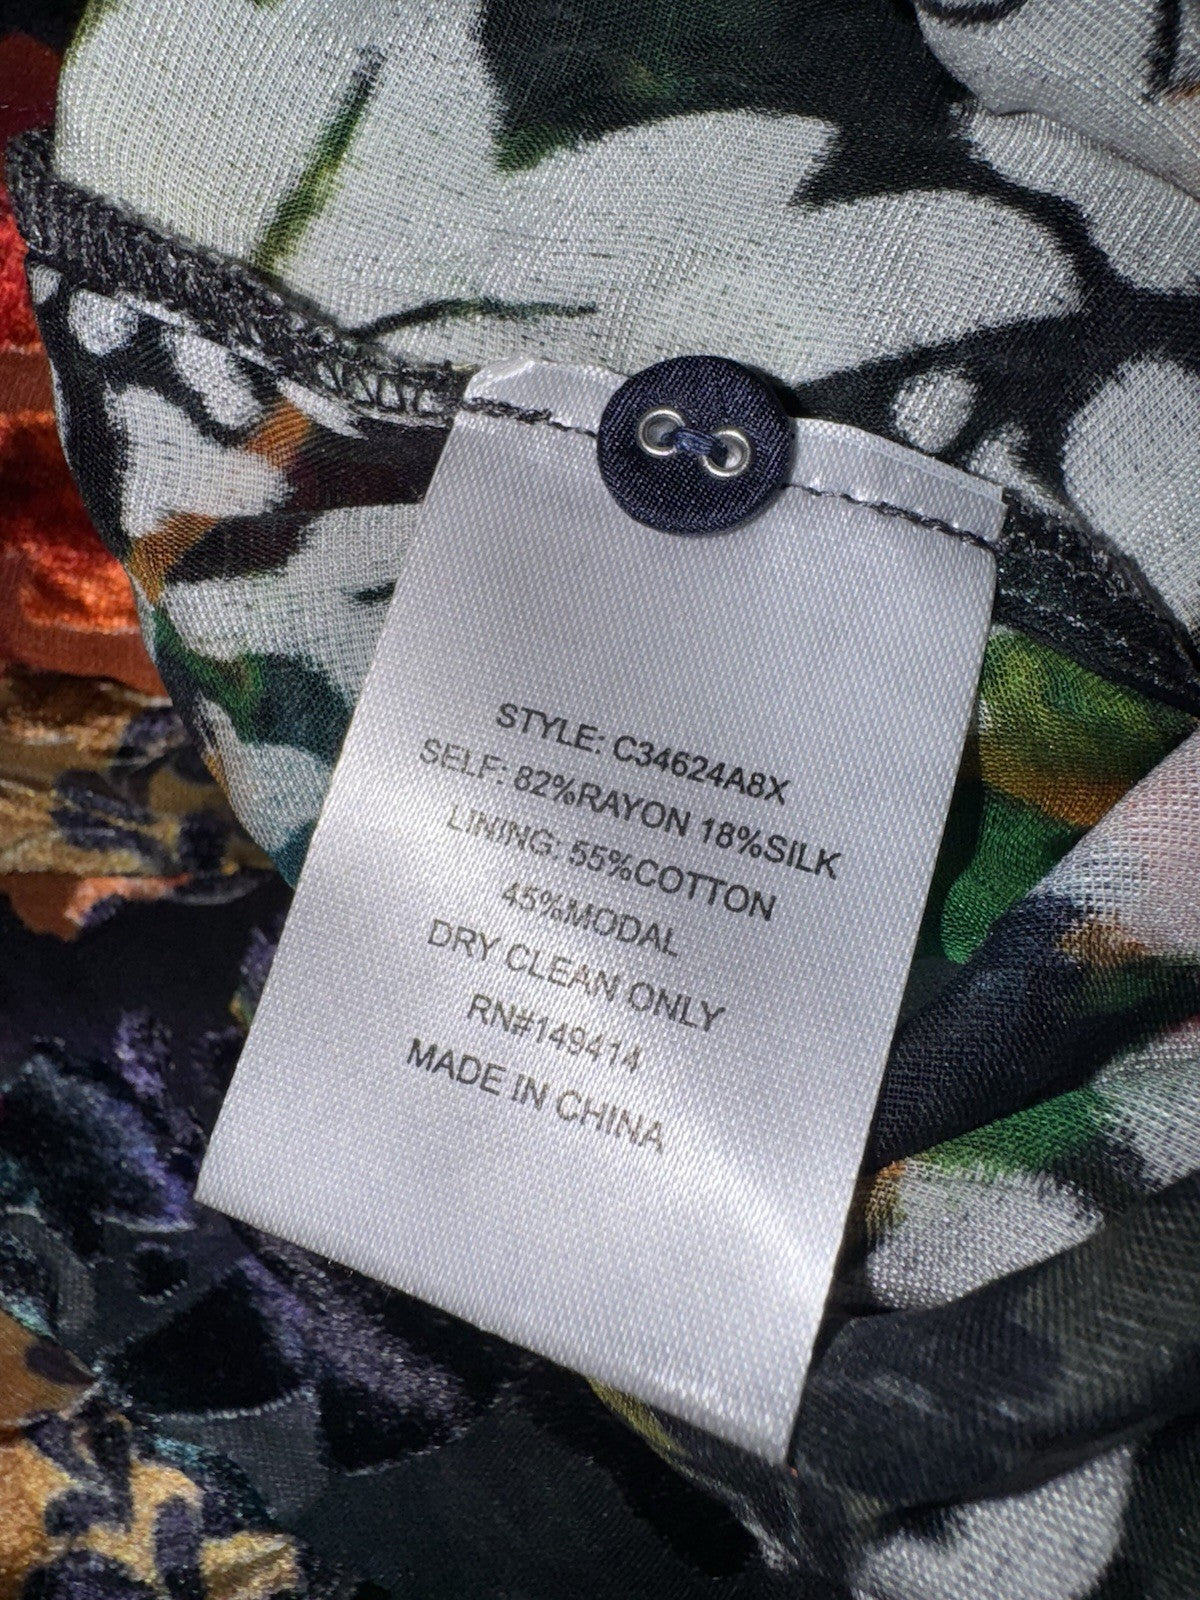 STYLE: C34624A8X
SELF: 82%RAYON 18%SILK
LINING: 55%COTTON
45%MODAL
DRY CLEAN ONLY
RN#149414
MADE IN CHINA